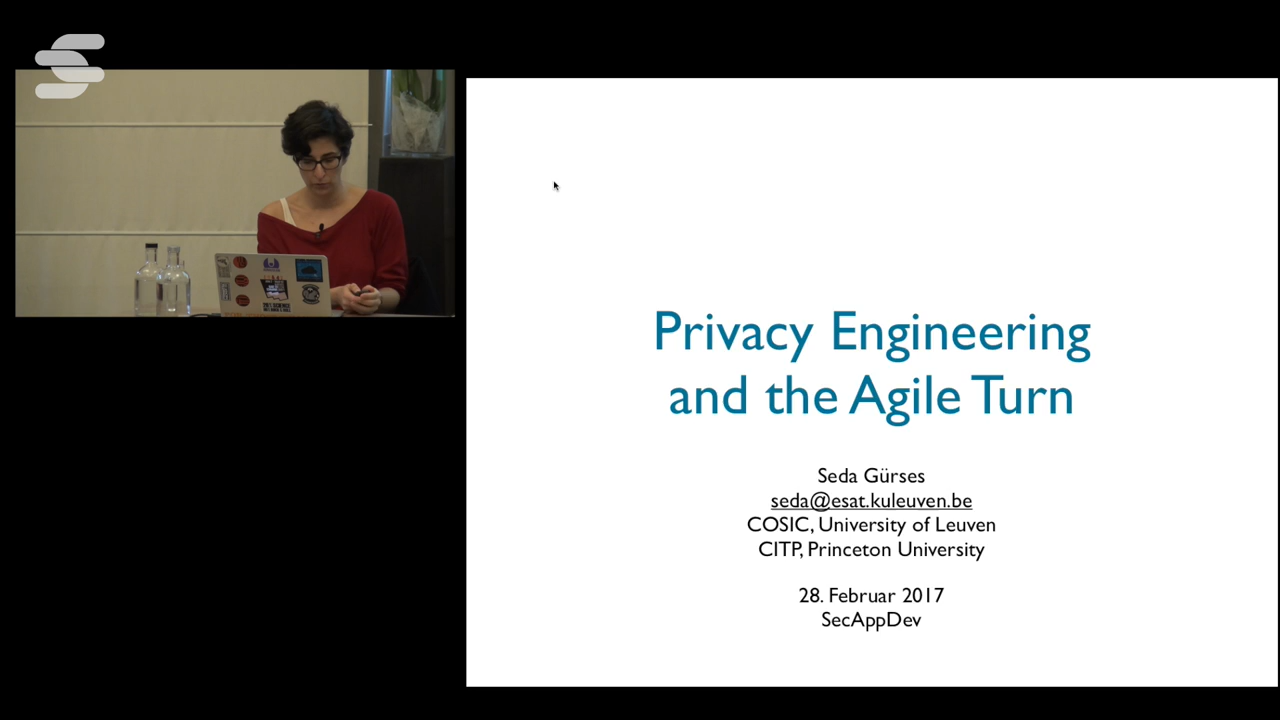 Privacy Engineering
and the Agile Turn
Seda Gürses
seda@esat.kuleuven.be
COSIC, University of Leuven
CITP, Princeton University
28. Februar 2017
SecAppDev